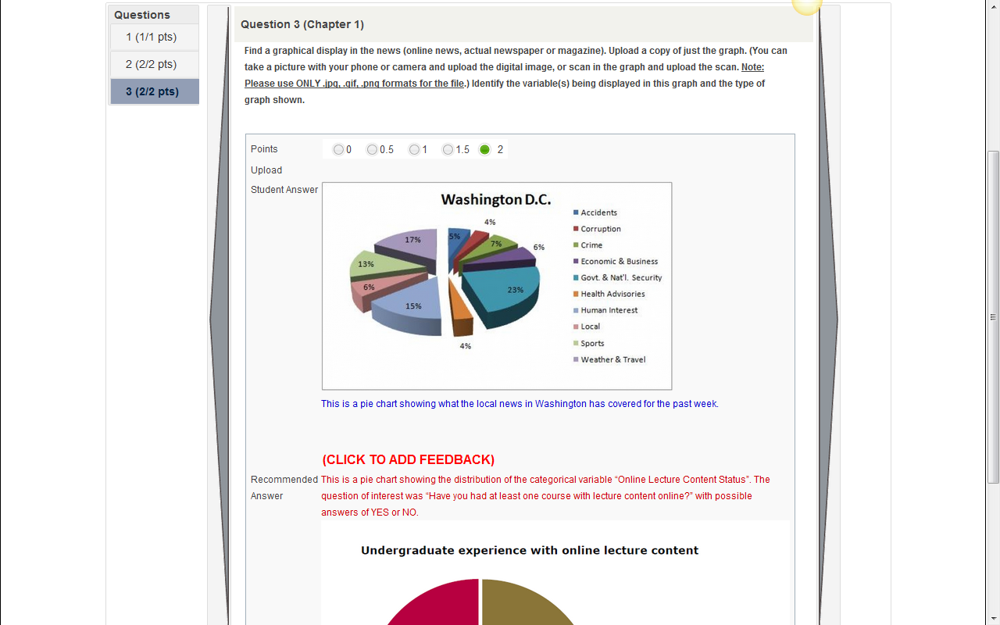 Questions
1 (1/1 pts)
2 (2/2 pts)
3 (2/2 pts)
Question 3 (Chapter 1)
Find a graphical display in the news (online news, actual newspaper or magazine). Upload a copy of just the graph. (You can
take a picture with your phone or camera and upload the digital image, or scan in the graph and upload the scan. Note:
Please use ONLY .jpg, .gif, .png formats for the file.) Identify the variable(s) being displayed in this graph and the type of
graph shown.
Points 0 0.5 1 1.5 2
Upload
Student Answer
Washington D.C.
5%
4%
7%
6%
23%
4%
15%
6%
13%
17%
Accidents
Corruption
Crime
Economic & Business
Govt. & Nat'l. Security
Health Advisories
Human Interest
Local
Sports
Weather & Travel
This is a pie chart showing what the local news in Washington has covered for the past week.
(CLICK TO ADD FEEDBACK)
Recommended
Answer
This is a pie chart showing the distribution of the categorical variable “Online Lecture Content Status”. The
question of interest was “Have you had at least one course with lecture content online?” with possible
answers of YES or NO.
Undergraduate experience with online lecture content